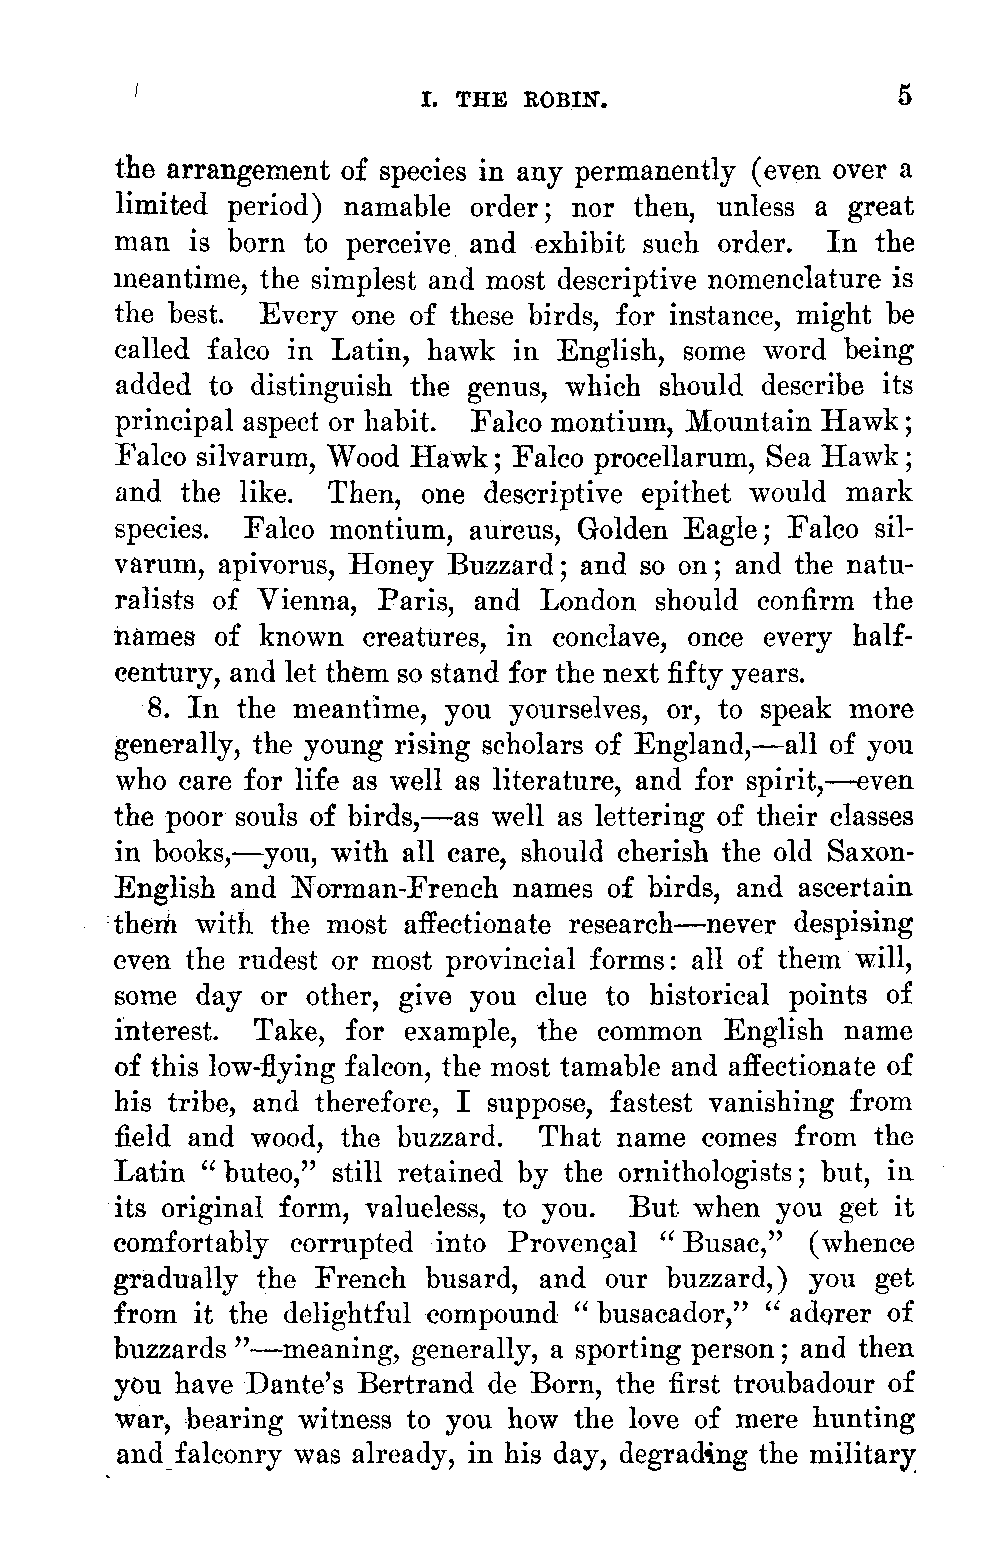 I. THE ROBIN. 5
the arrangement of species in any permanently (even over a
limited period) namable order; nor then, unless a great
man is born to perceive and exhibit such order. In the
meantime, the simplest and most descriptive nomenclature is
the best. Every one of these birds, for instance, might be
called falco in Latin, hawk in English, some word being
added to distinguish the genus, which should describe its
principal aspect or habit. Falco montium, Mountain Hawk;
Falco silvarum, Wood Hawk; Falco procellarum, Sea Hawk;
and the like. Then, one descriptive epithet would mark
species. Falco montium, aureus, Golden Eagle; Falco sil-
varum, apivorus, Honey Buzzard; and so on; and the natu-
ralists of Vienna, Paris, and London should confirm the
names of known creatures, in conclave, once every half-
century, and let them so stand for the next fifty years.
8. In the meantime, you yourselves, or, to speak more
generally, the young rising scholars of England,—all of you
who care for life as well as literature, and for spirit,—even
the poor souls of birds,—as well as lettering of their classes
in books,—you, with all care, should cherish the old Saxon-
English and Norman-French names of birds, and ascertain
them with the most affectionate research—never despising
even the rudest or most provincial forms: all of them will,
some day or other, give you clue to historical points of
interest. Take, for example, the common English name
of this low-flying falcon, the most tamable and affectionate of
his tribe, and therefore, I suppose, fastest vanishing from
field and wood, the buzzard. That name comes from the
Latin “buteo,” still retained by the ornithologists; but, in
its original form, valueless, to you. But when you get it
comfortably corrupted into Provençal “Busac,” (whence
gradually the French busard, and our buzzard,) you get
from it the delightful compound “busacador,” “adorer of
buzzards”—meaning, generally, a sporting person; and then
you have Dante’s Bertrand de Born, the first troubadour of
war, bearing witness to you how the love of mere hunting
and falconry was already, in his day, degrading the military